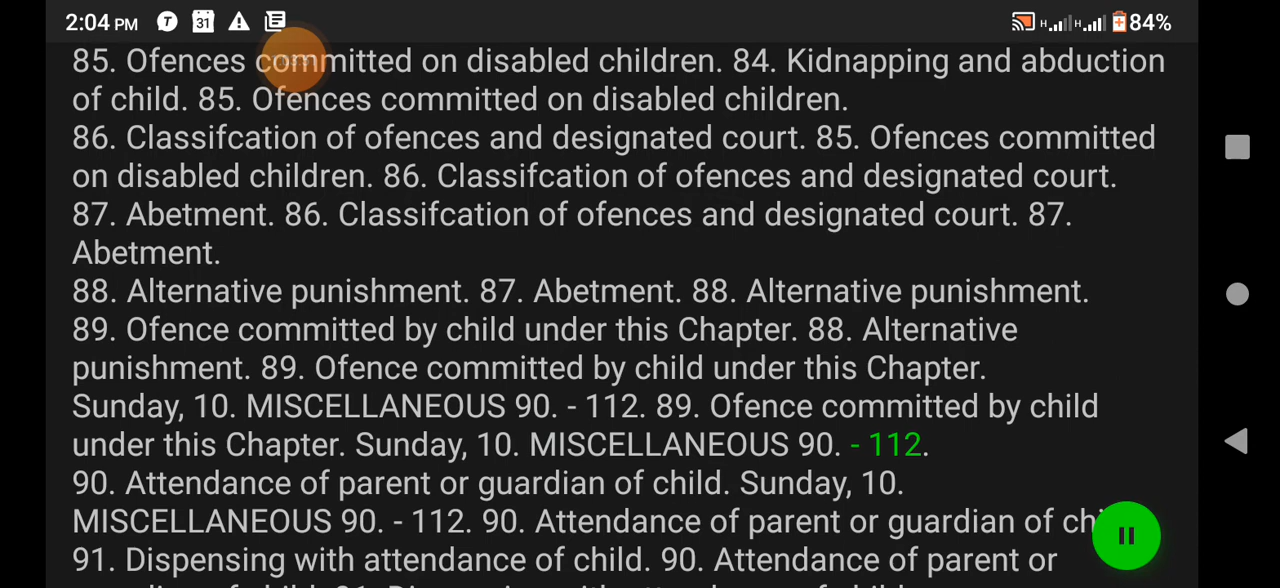 2:04 PM 31 H H 84%
85. Ofences committed on disabled children. 84. Kidnapping and abduction
of child. 85. Ofences committed on disabled children.
86. Classifcation of ofences and designated court. 85. Ofences committed
on disabled children. 86. Classifcation of ofences and designated court.
87. Abetment. 86. Classifcation of ofences and designated court. 87.
Abetment.
88. Alternative punishment. 87. Abetment. 88. Alternative punishment.
89. Ofence committed by child under this Chapter. 88. Alternative
punishment. 89. Ofence committed by child under this Chapter.
Sunday, 10. MISCELLANEOUS 90. - 112. 89. Ofence committed by child
under this Chapter. Sunday, 10. MISCELLANEOUS 90. - 112.
90. Attendance of parent or guardian of child. Sunday, 10.
MISCELLANEOUS 90. - 112. 90. Attendance of parent or guardian of
91. Dispensing with attendance of child. 90. Attendance of parent or